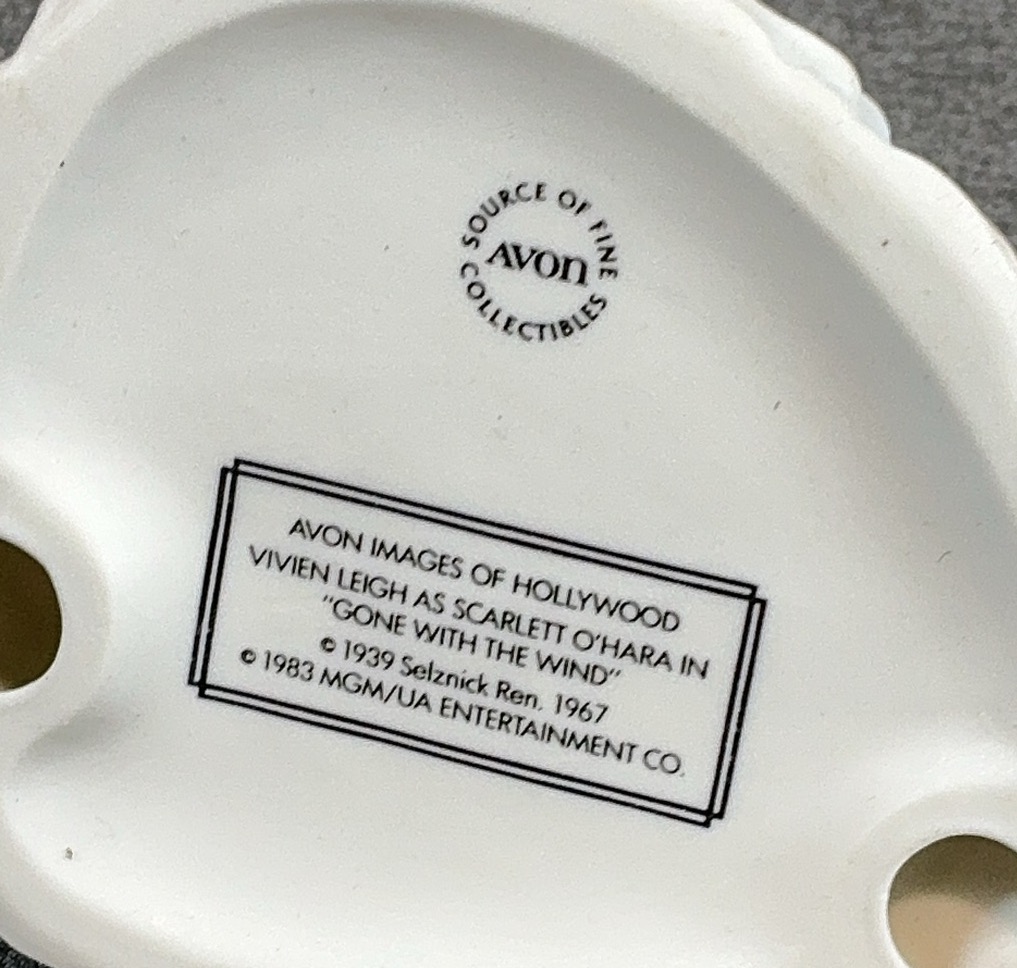 SOURCE OF FINE
AVON
COLLECTIBLES
AVON IMAGES OF HOLLYWOOD
VIVIEN LEIGH AS SCARLETT O'HARA IN
"GONE WITH THE WIND"
© 1939 Selznick Ren. 1967
© 1983 MGM/UA ENTERTAINMENT CO.